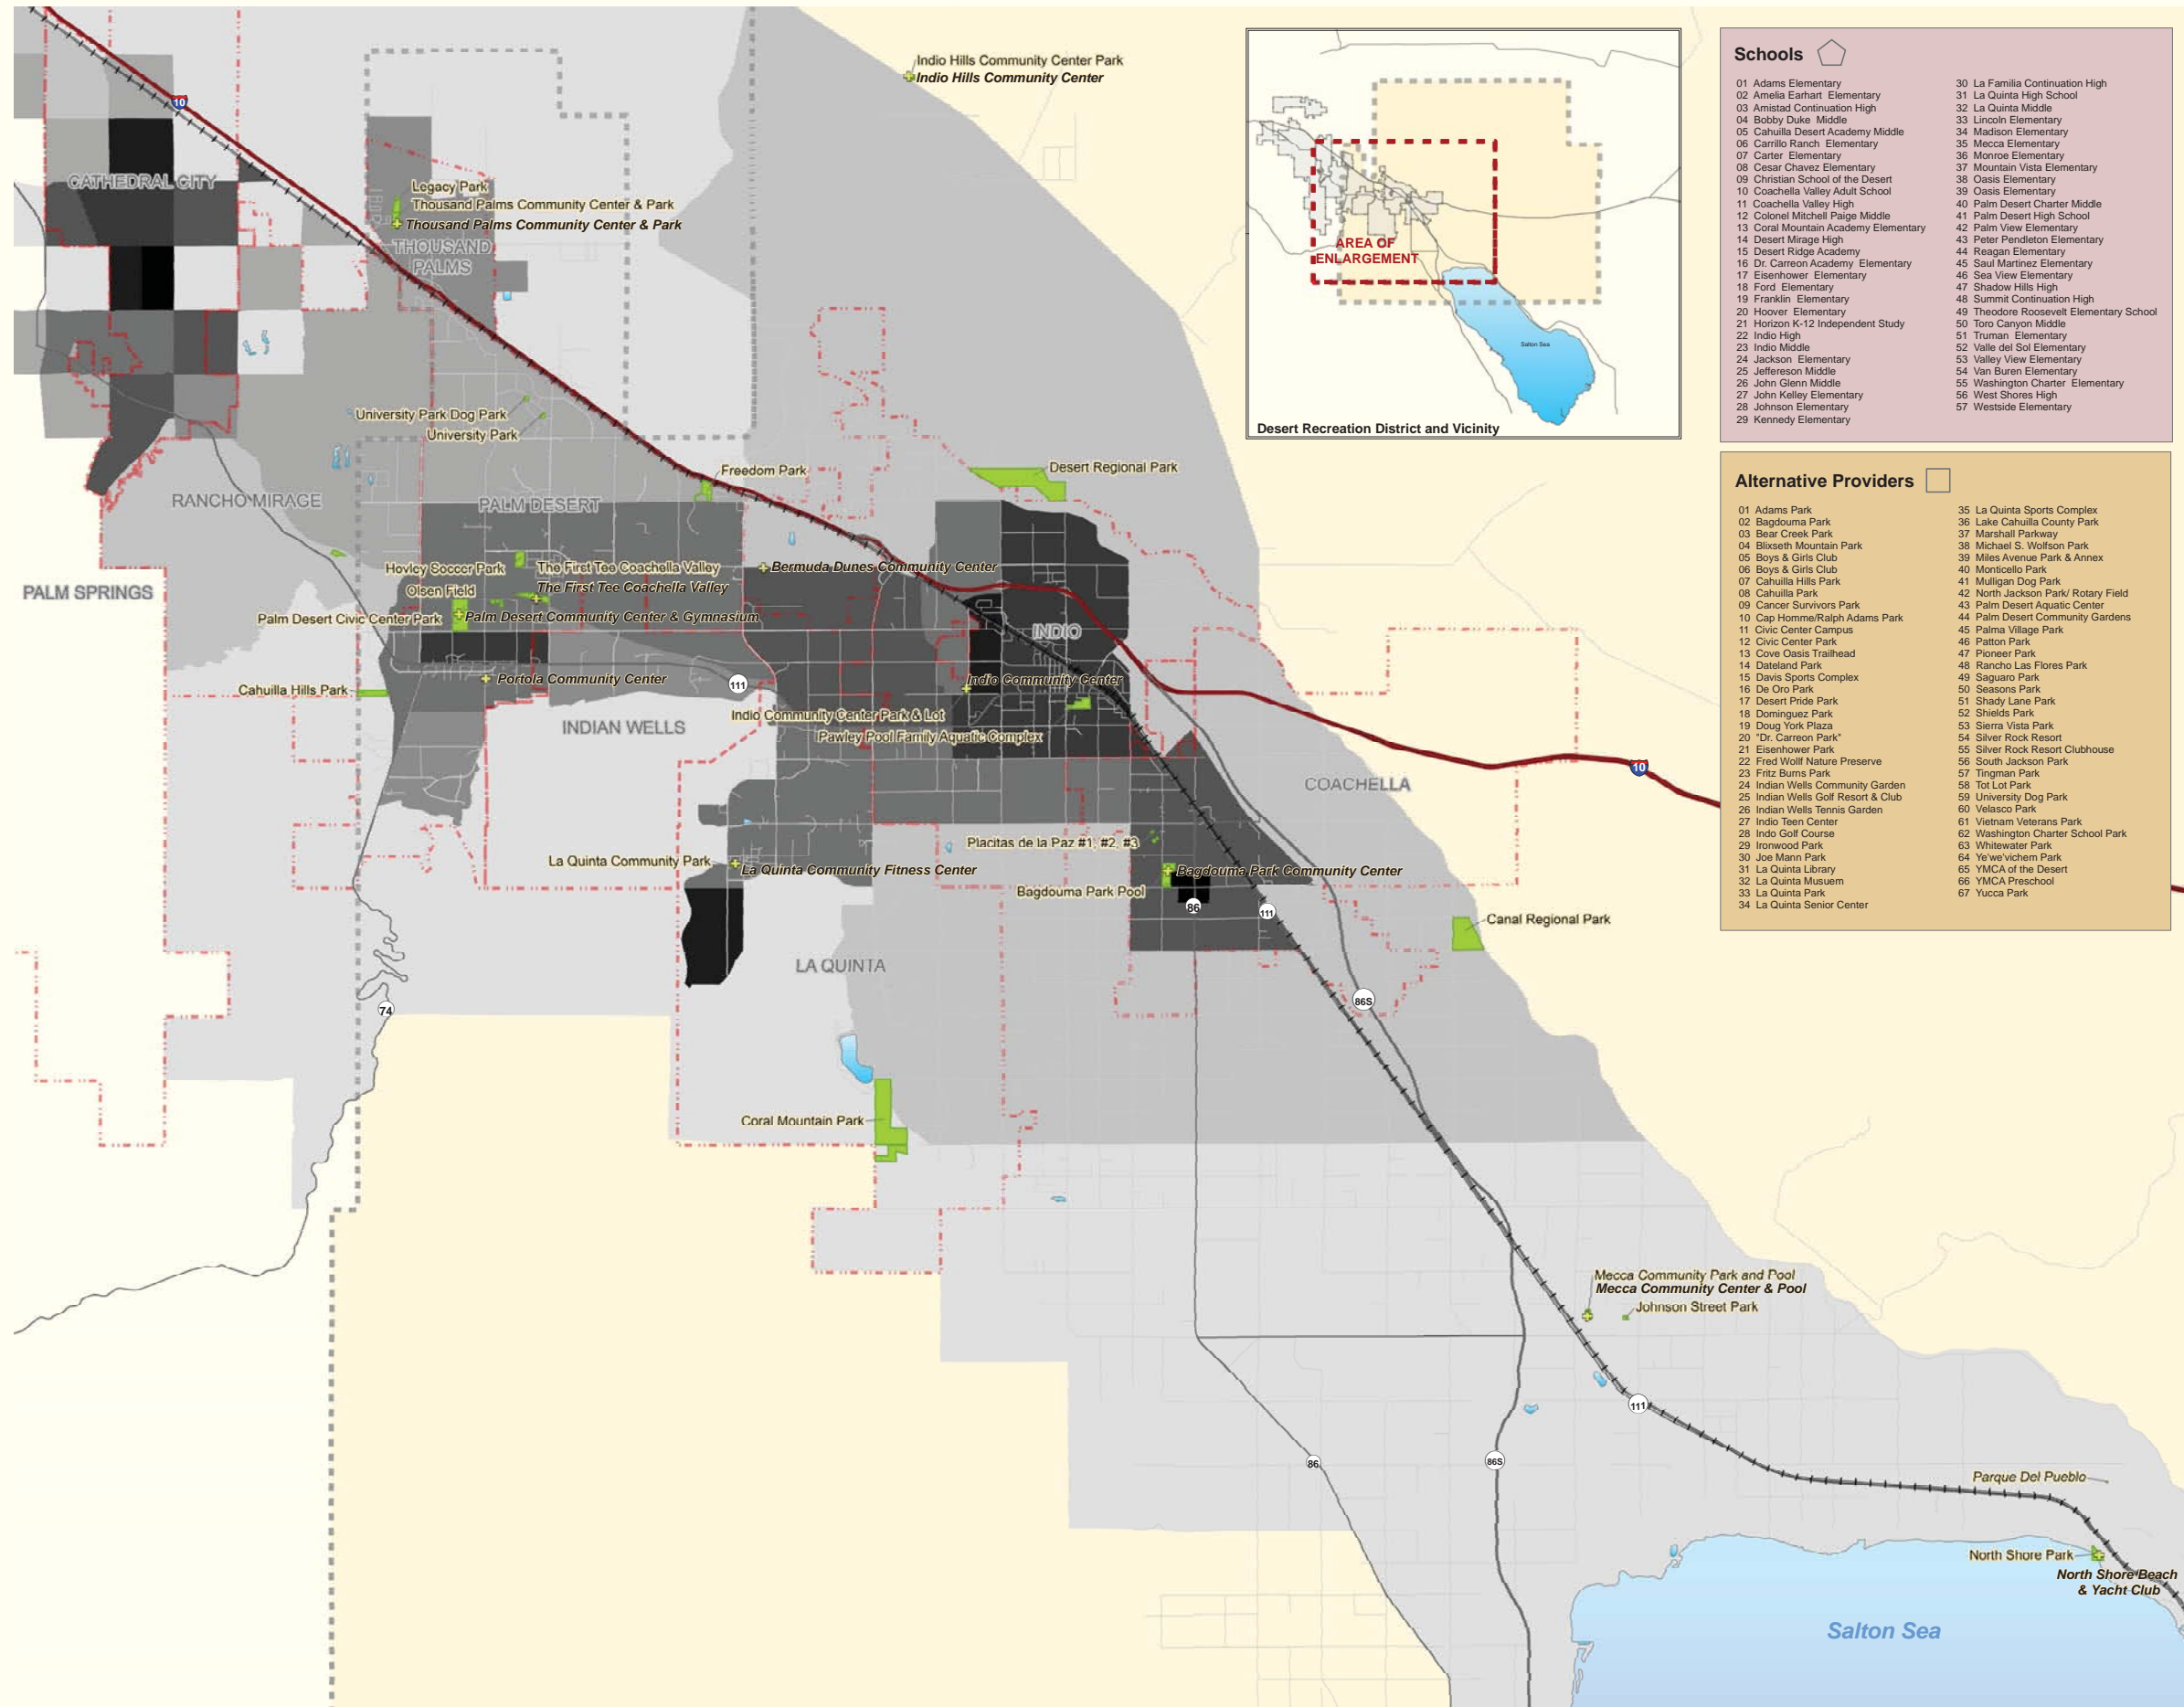 Indio Hills Community Center Park
Indio Hills Community Center
10
CATHEDRAL CITY
Legacy Park
Thousand Palms Community Center & Park
Thousand Palms Community Center & Park
THOUSAND
PALMS
University Park Dog Park
University Park
Freedom Park
Desert Regional Park
RANCHO MIRAGE
PALM DESERT
Hovley Soccer Park
The First Tee Coachella Valley
Bermuda Dunes Community Center
The First Tee Coachella Valley
Olsen Field
PALM SPRINGS
Palm Desert Civic Center Park
Palm Desert Community Center & Gymnasium
INDIO
Portola Community Center
Indio Community Center
111
Cahuilla Hills Park
Indio Community Center Park & Lot
INDIAN WELLS
Pawley Pool Family Aquatic Complex
10
COACHELLA
Placitas de la Paz #1, #2, #3
La Quinta Community Park
La Quinta Community Fitness Center
Bagdouma Park Community Center
Bagdouma Park Pool
86
111
Canal Regional Park
LA QUINTA
86S
74
Coral Mountain Park
Mecca Community Park and Pool
Mecca Community Center & Pool
Johnson Street Park
111
86
86S
Parque Del Pueblo
North Shore Park
North Shore Beach
& Yacht Club
Salton Sea
AREA OF
ENLARGEMENT
Salton Sea
Desert Recreation District and Vicinity
Schools
01 Adams Elementary
02 Amelia Earhart Elementary
03 Amistad Continuation High
04 Bobby Duke Middle
05 Cahuilla Desert Academy Middle
06 Carrillo Ranch Elementary
07 Carter Elementary
08 Cesar Chavez Elementary
09 Christian School of the Desert
10 Coachella Valley Adult School
11 Coachella Valley High
12 Colonel Mitchell Paige Middle
13 Coral Mountain Academy Elementary
14 Desert Mirage High
15 Desert Ridge Academy
16 Dr. Carreon Academy Elementary
17 Eisenhower Elementary
18 Ford Elementary
19 Franklin Elementary
20 Hoover Elementary
21 Horizon K-12 Independent Study
22 Indio High
23 Indio Middle
24 Jackson Elementary
25 Jeffereson Middle
26 John Glenn Middle
27 John Kelley Elementary
28 Johnson Elementary
29 Kennedy Elementary
30 La Familia Continuation High
31 La Quinta High School
32 La Quinta Middle
33 Lincoln Elementary
34 Madison Elementary
35 Mecca Elementary
36 Monroe Elementary
37 Mountain Vista Elementary
38 Oasis Elementary
39 Oasis Elementary
40 Palm Desert Charter Middle
41 Palm Desert High School
42 Palm View Elementary
43 Peter Pendleton Elementary
44 Reagan Elementary
45 Saul Martinez Elementary
46 Sea View Elementary
47 Shadow Hills High
48 Summit Continuation High
49 Theodore Roosevelt Elementary School
50 Toro Canyon Middle
51 Truman Elementary
52 Valle del Sol Elementary
53 Valley View Elementary
54 Van Buren Elementary
55 Washington Charter Elementary
56 West Shores High
57 Westside Elementary
Alternative Providers
01 Adams Park
02 Bagdouma Park
03 Bear Creek Park
04 Blixseth Mountain Park
05 Boys & Girls Club
06 Boys & Girls Club
07 Cahuilla Hills Park
08 Cahuilla Park
09 Cancer Survivors Park
10 Cap Homme/Ralph Adams Park
11 Civic Center Campus
12 Civic Center Park
13 Cove Oasis Trailhead
14 Dateland Park
15 Davis Sports Complex
16 De Oro Park
17 Desert Pride Park
18 Dominguez Park
19 Doug York Plaza
20 "Dr. Carreon Park"
21 Eisenhower Park
22 Fred Wollf Nature Preserve
23 Fritz Burns Park
24 Indian Wells Community Garden
25 Indian Wells Golf Resort & Club
26 Indian Wells Tennis Garden
27 Indio Teen Center
28 Indo Golf Course
29 Ironwood Park
30 Joe Mann Park
31 La Quinta Library
32 La Quinta Musuem
33 La Quinta Park
34 La Quinta Senior Center
35 La Quinta Sports Complex
36 Lake Cahuilla County Park
37 Marshall Parkway
38 Michael S. Wolfson Park
39 Miles Avenue Park & Annex
40 Monticello Park
41 Mulligan Dog Park
42 North Jackson Park/ Rotary Field
43 Palm Desert Aquatic Center
44 Palm Desert Community Gardens
45 Palma Village Park
46 Patton Park
47 Pioneer Park
48 Rancho Las Flores Park
49 Saguaro Park
50 Seasons Park
51 Shady Lane Park
52 Shields Park
53 Sierra Vista Park
54 Silver Rock Resort
55 Silver Rock Resort Clubhouse
56 South Jackson Park
57 Tingman Park
58 Tot Lot Park
59 University Dog Park
60 Velasco Park
61 Vietnam Veterans Park
62 Washington Charter School Park
63 Whitewater Park
64 Ye'we'vichem Park
65 YMCA of the Desert
66 YMCA Preschool
67 Yucca Park